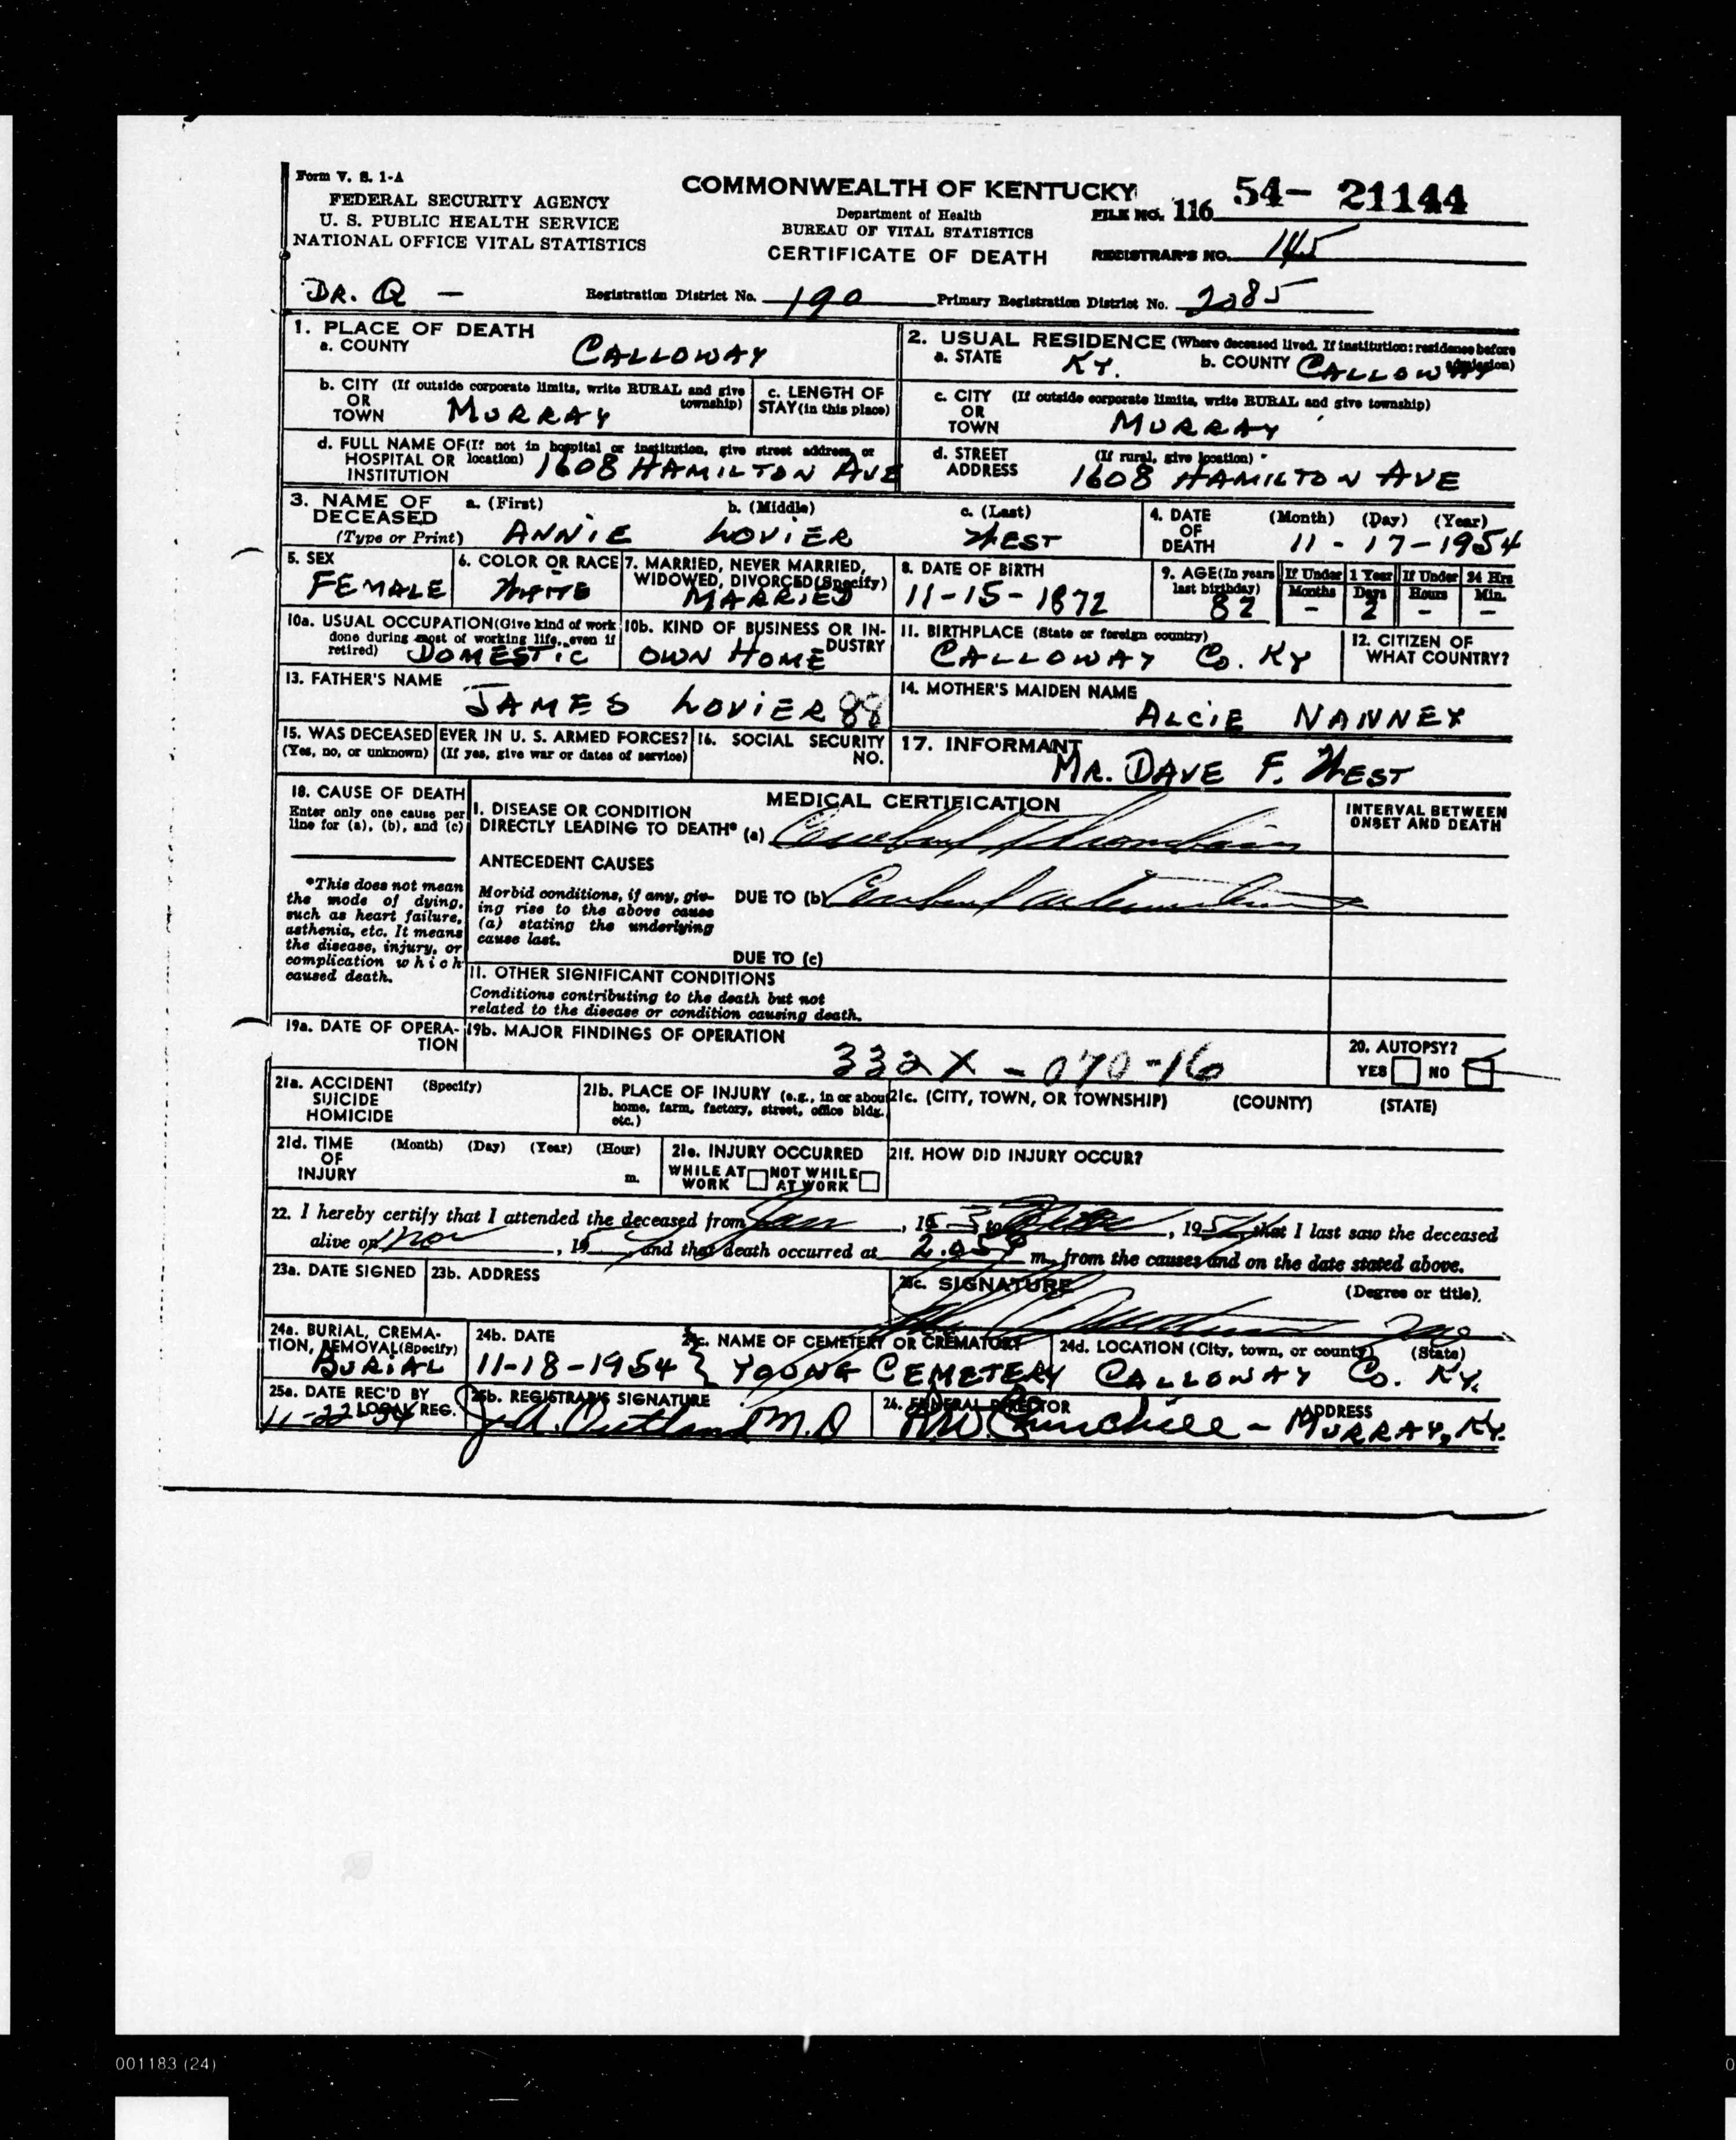 Form V. S. 1-A
FEDERAL SECURITY AGENCY
U. S. PUBLIC HEALTH SERVICE
NATIONAL OFFICE VITAL STATISTICS
COMMONWEALTH OF KENTUCKY
Department of Health
BUREAU OF VITAL STATISTICS
CERTIFICATE OF DEATH
FILE NO. 116 54- 21144
REGISTRAR'S NO. 145
DR. Q - Registration District No. 190 Primary Registration District No. 2085
1. PLACE OF DEATH
a. COUNTY CALLOWAY
2. USUAL RESIDENCE (Where deceased lived. If institution: residence before admission)
a. STATE KY. b. COUNTY CALLOWAY
b. CITY (If outside corporate limits, write RURAL and give township)
OR
TOWN MURRAY
c. LENGTH OF
STAY (in this place)
c. CITY (If outside corporate limits, write RURAL and give township)
OR
TOWN MURRAY
d. FULL NAME OF (If not in hospital or institution, give street address, or
HOSPITAL OR location)
INSTITUTION 1608 HAMILTON AVE
d. STREET (If rural, give location)
ADDRESS 1608 HAMILTON AVE
3. NAME OF a. (First) b. (Middle) c. (Last)
DECEASED
(Type or Print) ANNIE LOVIER WEST
4. DATE (Month) (Day) (Year)
OF
DEATH 11-17-1954
5. SEX
FEMALE
6. COLOR OR RACE
WHITE
7. MARRIED, NEVER MARRIED,
WIDOWED, DIVORCED (Specify)
MARRIED
8. DATE OF BIRTH
11-15-1872
9. AGE (In years
last birthday)
82
If Under 1 Year If Under 24 Hrs
Months Days Hours Min.
- 2 - -
10a. USUAL OCCUPATION (Give kind of work
done during most of working life, even if
retired) DOMESTIC
10b. KIND OF BUSINESS OR IN-
DUSTRY
OWN HOME
11. BIRTHPLACE (State or foreign country)
CALLOWAY CO. KY
12. CITIZEN OF
WHAT COUNTRY?
13. FATHER'S NAME
JAMES LOVIER 88
14. MOTHER'S MAIDEN NAME
ALCIE NANNEY
15. WAS DECEASED EVER IN U. S. ARMED FORCES?
(Yes, no, or unknown) (If yes, give war or dates of service)
16. SOCIAL SECURITY
NO.
17. INFORMANT
MR. DAVE F. WEST
18. CAUSE OF DEATH
Enter only one cause per
line for (a), (b), and (c)
*This does not mean
the mode of dying,
such as heart failure,
asthenia, etc. It means
the disease, injury, or
complication which
caused death.
MEDICAL CERTIFICATION
I. DISEASE OR CONDITION
DIRECTLY LEADING TO DEATH* (a) Cerebral Thrombosis
ANTECEDENT CAUSES
Morbid conditions, if any, giv-
ing rise to the above cause
(a) stating the underlying
cause last.
DUE TO (b) Cerebral
DUE TO (c)
INTERVAL BETWEEN
ONSET AND DEATH
II. OTHER SIGNIFICANT CONDITIONS
Conditions contributing to the death but not
related to the disease or condition causing death.
19a. DATE OF OPERA-
TION
19b. MAJOR FINDINGS OF OPERATION
332X - 070-16
20. AUTOPSY?
YES NO
21a. ACCIDENT (Specify)
SUICIDE
HOMICIDE
21b. PLACE OF INJURY (e.g., in or about
home, farm, factory, street, office bldg.
etc.)
21c. (CITY, TOWN, OR TOWNSHIP) (COUNTY) (STATE)
21d. TIME (Month) (Day) (Year) (Hour)
OF
INJURY m.
21e. INJURY OCCURRED
WHILE AT NOT WHILE
WORK AT WORK
21f. HOW DID INJURY OCCUR?
22. I hereby certify that I attended the deceased from Jan, 1953 to , 1954, that I last saw the deceased
alive on Nov, 195 , and that death occurred at 2.05P m., from the causes and on the date stated above.
23a. DATE SIGNED
23b. ADDRESS
23c. SIGNATURE (Degree or title)
24a. BURIAL, CREMA-
TION, REMOVAL (Specify)
BURIAL
24b. DATE
11-18-1954
24c. NAME OF CEMETERY OR CREMATORY
YOUNG CEMETERY
24d. LOCATION (City, town, or county) (State)
CALLOWAY CO. KY.
25a. DATE REC'D BY
LOCAL REG.
11-22-54
25b. REGISTRAR'S SIGNATURE
J.A. Outland M.D
26. FUNERAL DIRECTOR ADDRESS
Churchill - MURRAY, KY.
001183 (24)